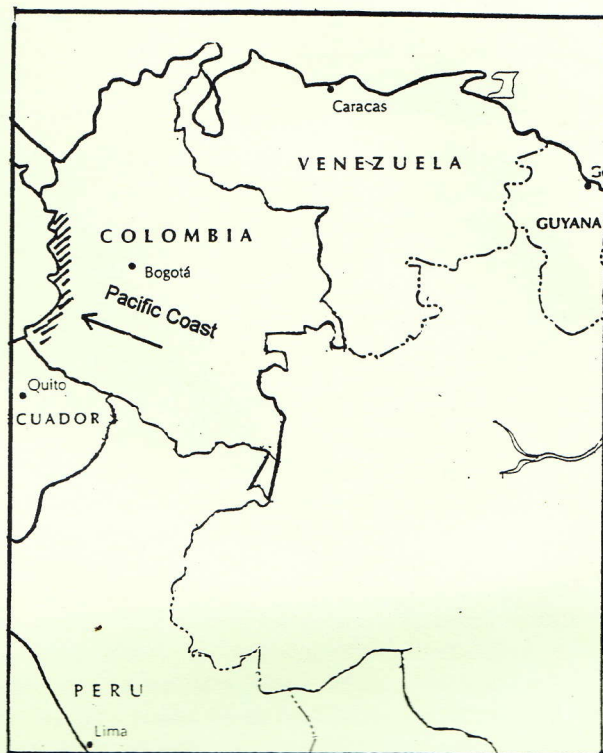 Caracas
VENEZUELA
GUYANA
COLOMBIA
Bogotá
Pacific Coast
Quito
CUADOR
PERU
Lima